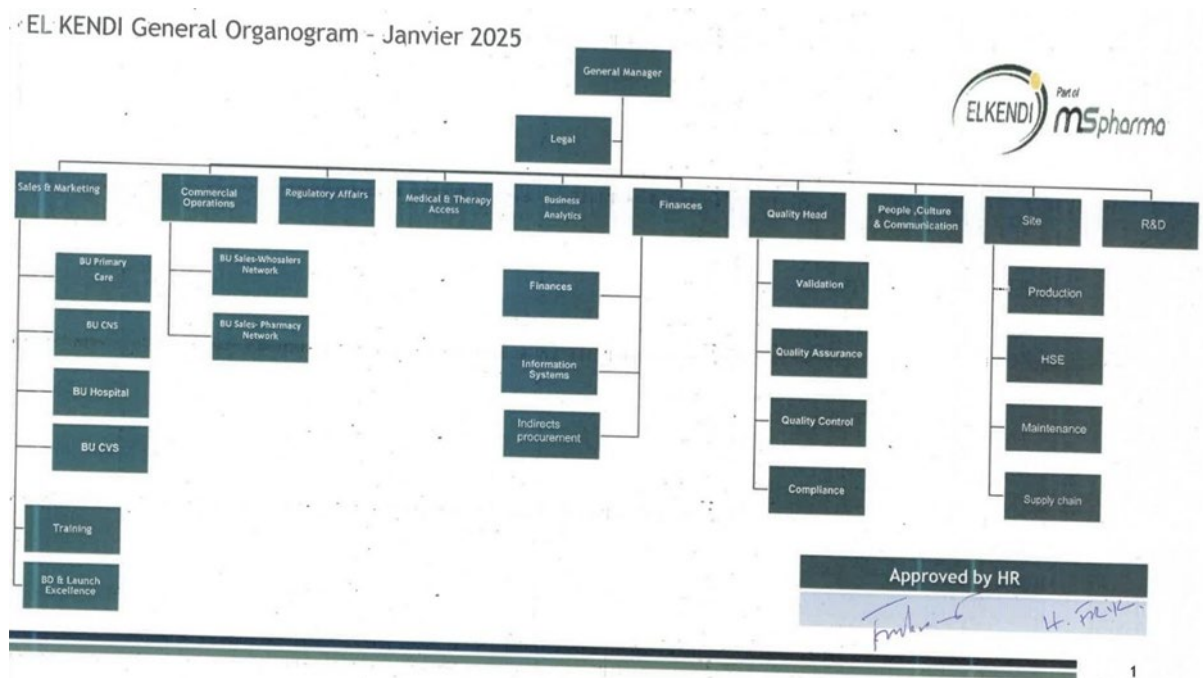 EL KENDI General Organogram - Janvier 2025
General Manager
ELKENDI
Part of
MSpharma
Legal
Sales & Marketing
Commercial
Operations
Regulatory Affairs
Medical & Therapy
Access
Business
Analytics
Finances
Quality Head
People ,Culture
& Communication
Site
R&D
BU Primary
Care
BU CNS
BU Hospital
BU CVS
Training
BD & Launch
Excellence
BU Sales-Whosalers
Network
BU Sales- Pharmacy
Network
Finances
Information
Systems
Indirects
procurement
Validation
Quality Assurance
Quality Control
Compliance
Production
HSE
Maintenance
Supply chain
Approved by HR
H. FRIK
1